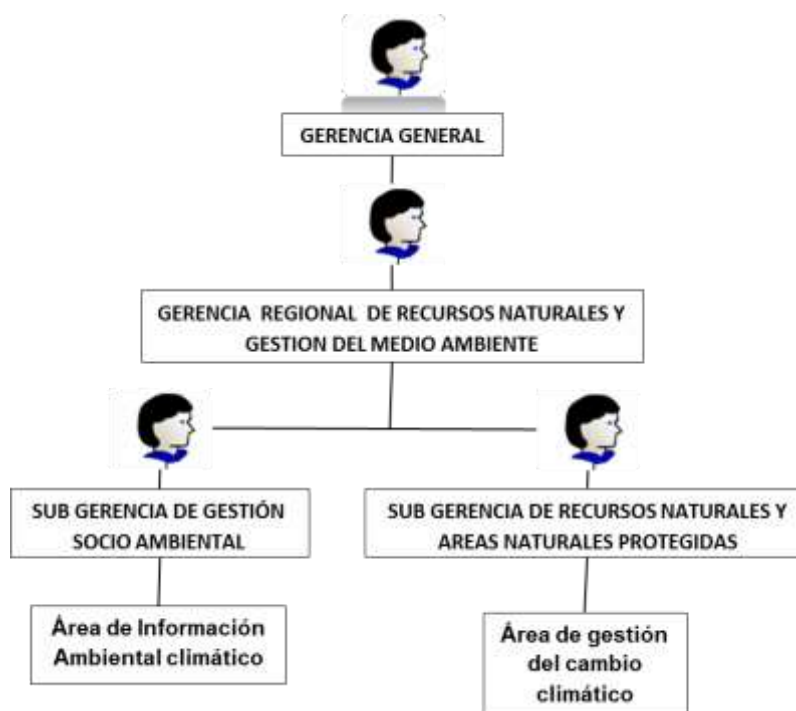 GERENCIA GENERAL
GERENCIA REGIONAL DE RECURSOS NATURALES Y
GESTION DEL MEDIO AMBIENTE
SUB GERENCIA DE GESTIÓN
SOCIO AMBIENTAL
SUB GERENCIA DE RECURSOS NATURALES Y
AREAS NATURALES PROTEGIDAS
Área de Información
Ambiental climático
Área de gestión
del cambio
climático